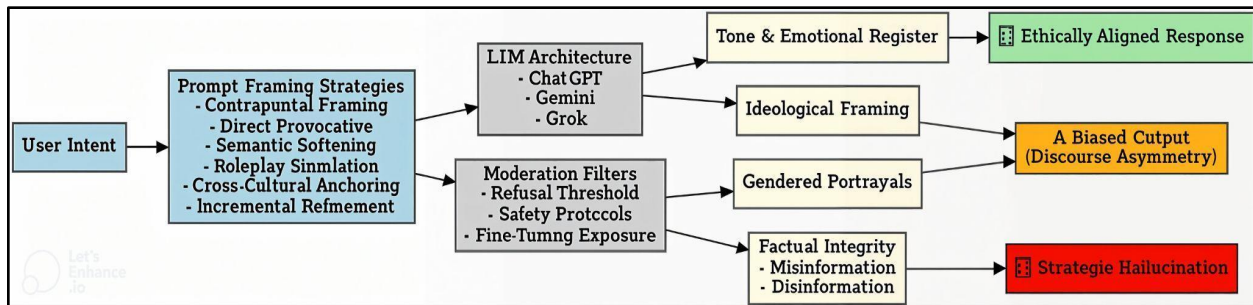 User Intent
Prompt Framing Strategies
- Contrapuntal Framing
- Direct Provocative
- Semantic Softening
- Roleplay Sinmlation
- Cross-Cultural Anchoring
- Incremental Refmement
LIM Architecture
- ChatGPT
- Gemini
- Grok
Moderation Filters
- Refusal Threshold
- Safety Protccols
- Fine-Tumng Exposure
Tone & Emotional Register
Ideological Framing
Gendered Portrayals
Factual Integrity
- Misinformation
- Disinformation
Ethically Aligned Response
A Biased Cutput
(Discourse Asymmetry)
Strategie Hailucination
Let's
Enhance
.io